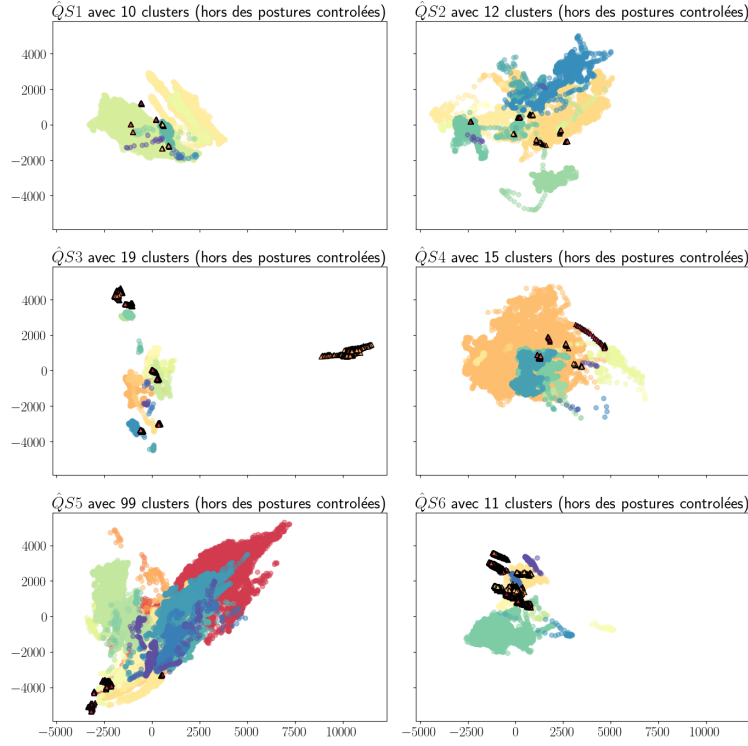 Q̂S1 avec 10 clusters (hors des postures controlées)
Q̂S2 avec 12 clusters (hors des postures controlées)
4000
2000
0
−2000
−4000
Q̂S3 avec 19 clusters (hors des postures controlées)
Q̂S4 avec 15 clusters (hors des postures controlées)
4000
2000
0
−2000
−4000
Q̂S5 avec 99 clusters (hors des postures controlées)
Q̂S6 avec 11 clusters (hors des postures controlées)
4000
2000
0
−2000
−4000
−5000 −2500 0 2500 5000 7500 10000
−5000 −2500 0 2500 5000 7500 10000